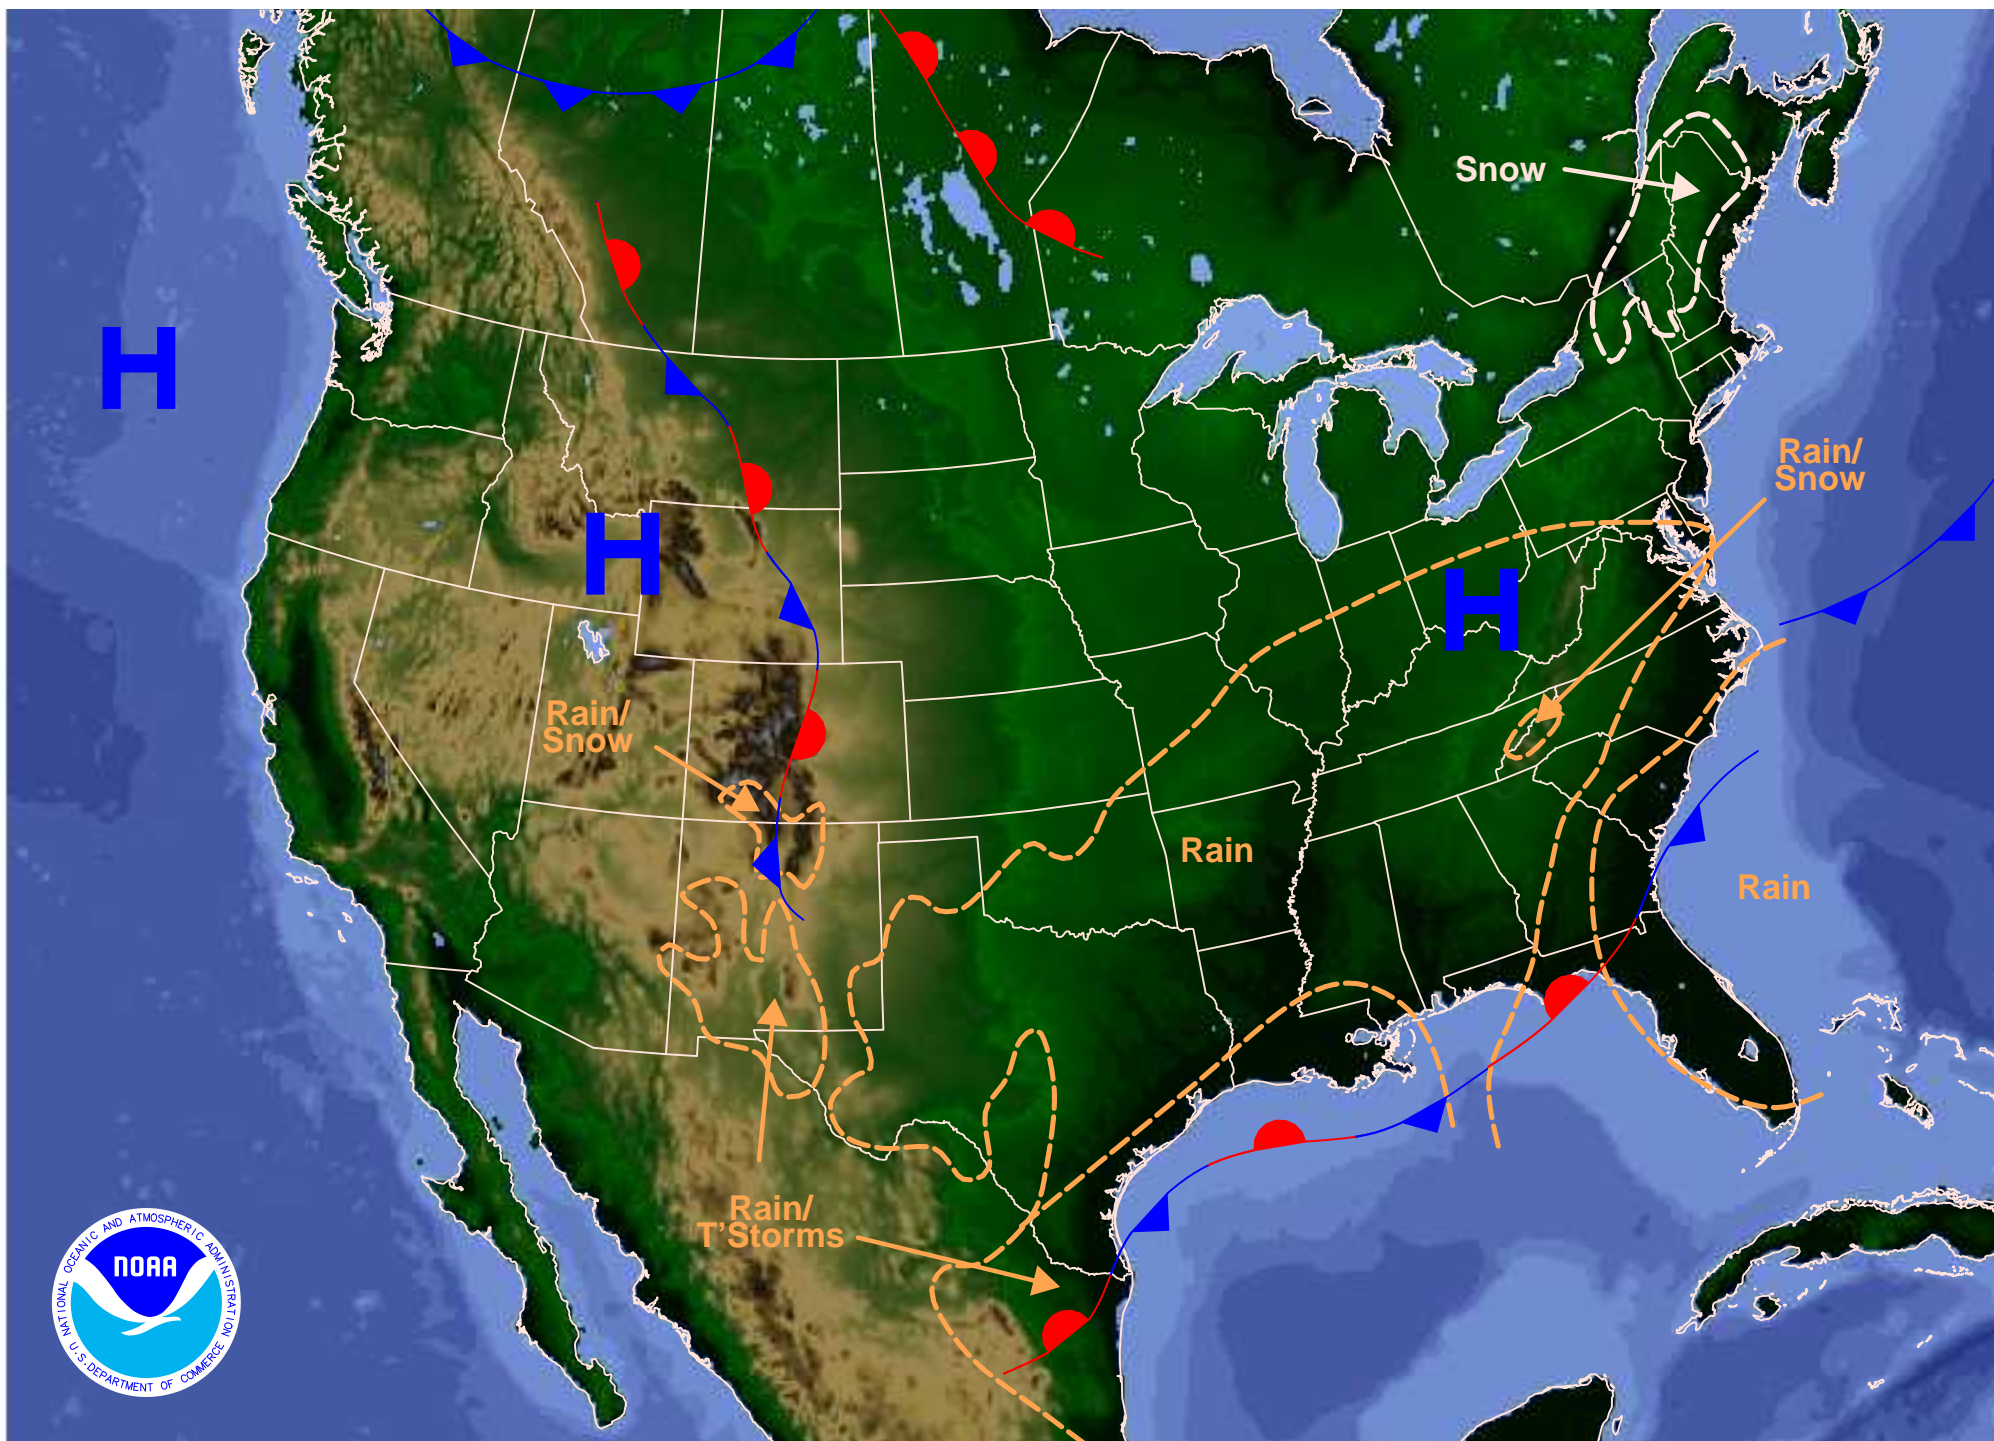 Snow
H
Rain/
Snow
H
H
Rain/
Snow
Rain
Rain
Rain/
T'Storms
NOAA
NATIONAL OCEANIC AND ATMOSPHERIC ADMINISTRATION
U.S. DEPARTMENT OF COMMERCE